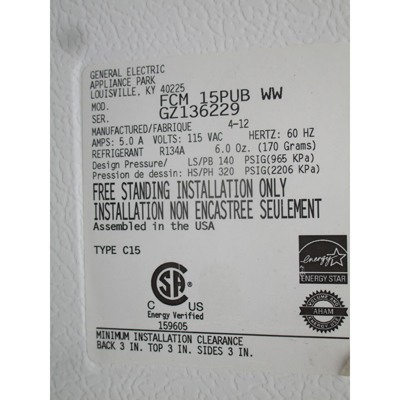 GENERAL ELECTRIC
APPLIANCE PARK
LOUISVILLE, KY 40225
MOD. FCM 15PUB WW
SER. GZ136229
MANUFACTURED/FABRIQUE 4-12
AMPS: 5.0 A VOLTS: 115 VAC HERTZ: 60 HZ
REFRIGERANT R134A 6.0 Oz. (170 Grams)
Design Pressure/ LS/PB 140 PSIG(965 KPa)
Pression de dessin: HS/PH 320 PSIG(2206 KPa)
FREE STANDING INSTALLATION ONLY
INSTALLATION NON ENCASTREE SEULEMENT
Assembled in the USA
TYPE C15
energy
ENERGY STAR
CSA
C US
Energy Verified
159605
VOLUME AND
AHAM
MINIMUM INSTALLATION CLEARANCE
BACK 3 IN. TOP 3 IN. SIDES 3 IN.